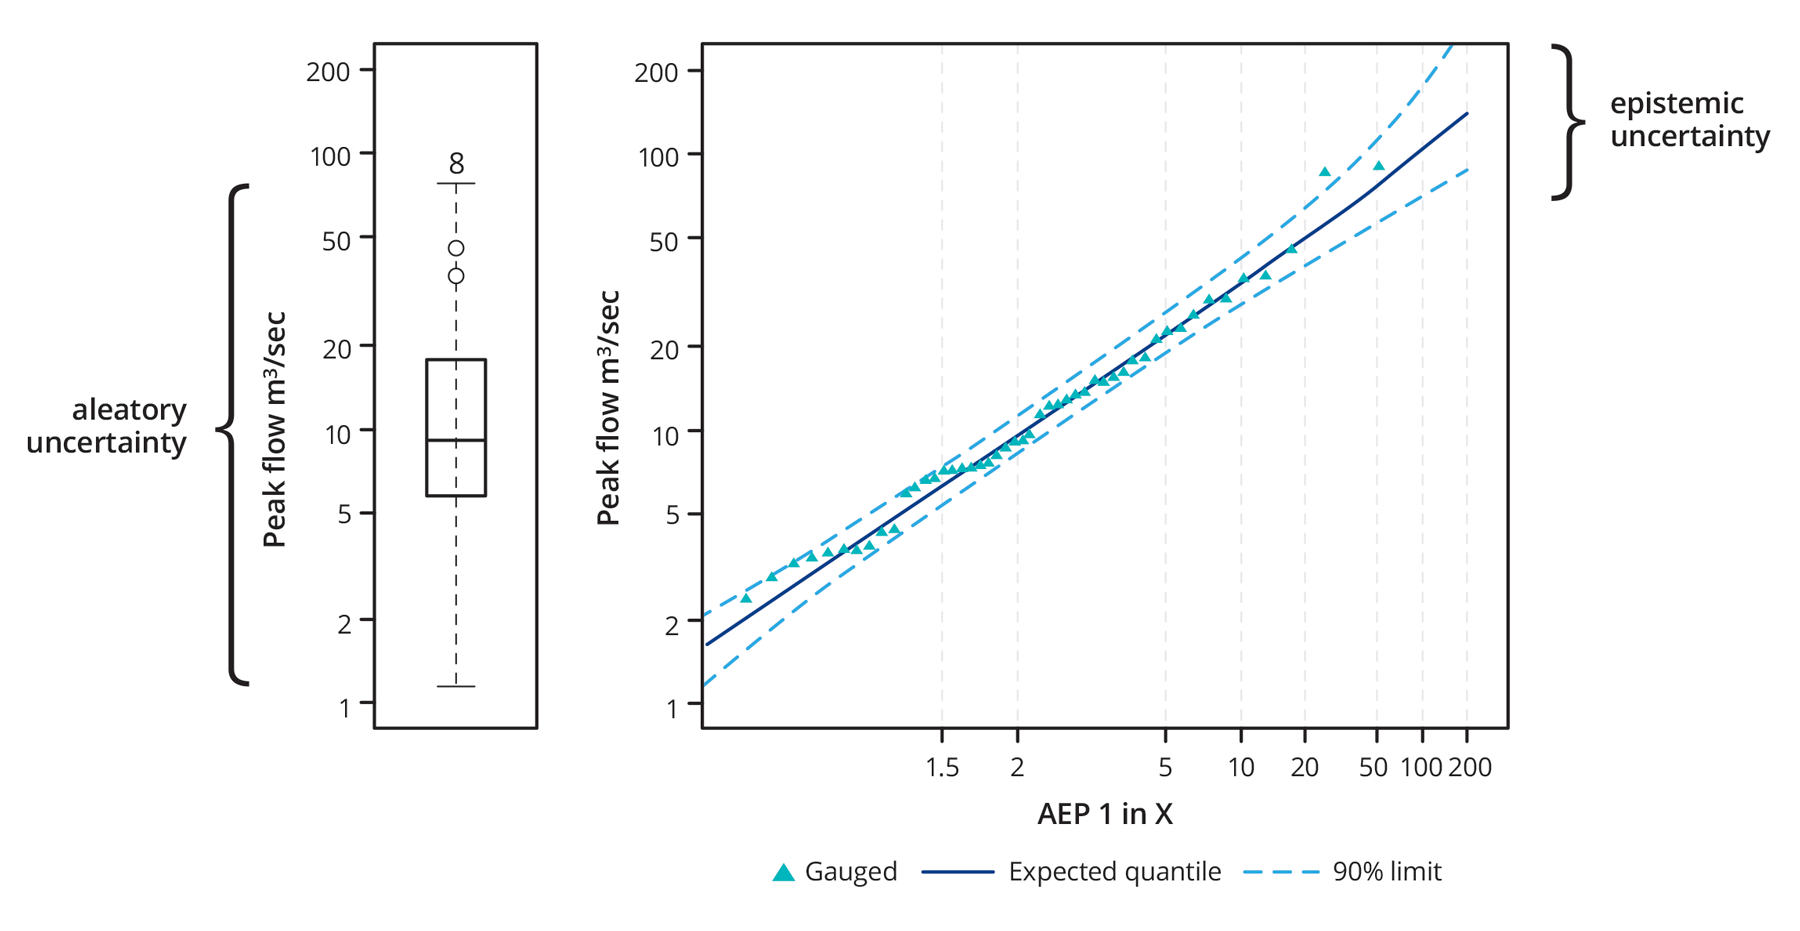 200
100
50
20
10
5
2
1
Peak flow m³/sec
8
aleatory
uncertainty
200
100
50
20
10
5
2
1
Peak flow m³/sec
epistemic
uncertainty
1.5 2 5 10 20 50 100 200
AEP 1 in X
Gauged Expected quantile 90% limit